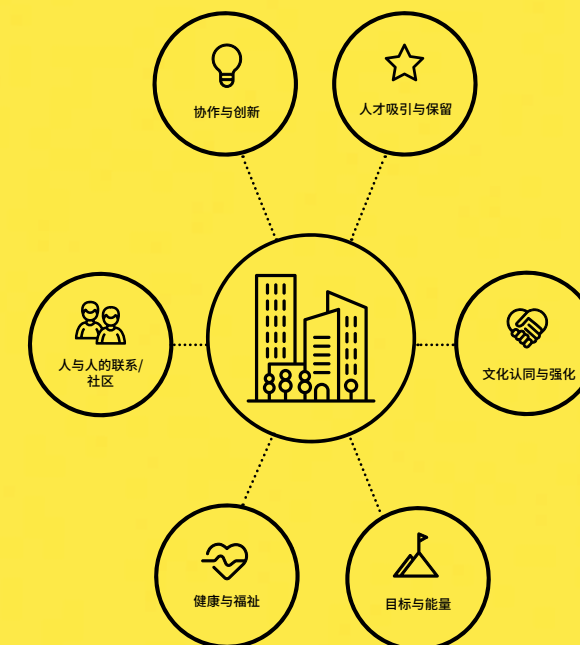 协作与创新
人才吸引与保留
人与人的联系/
社区
文化认同与强化
健康与福祉
目标与能量